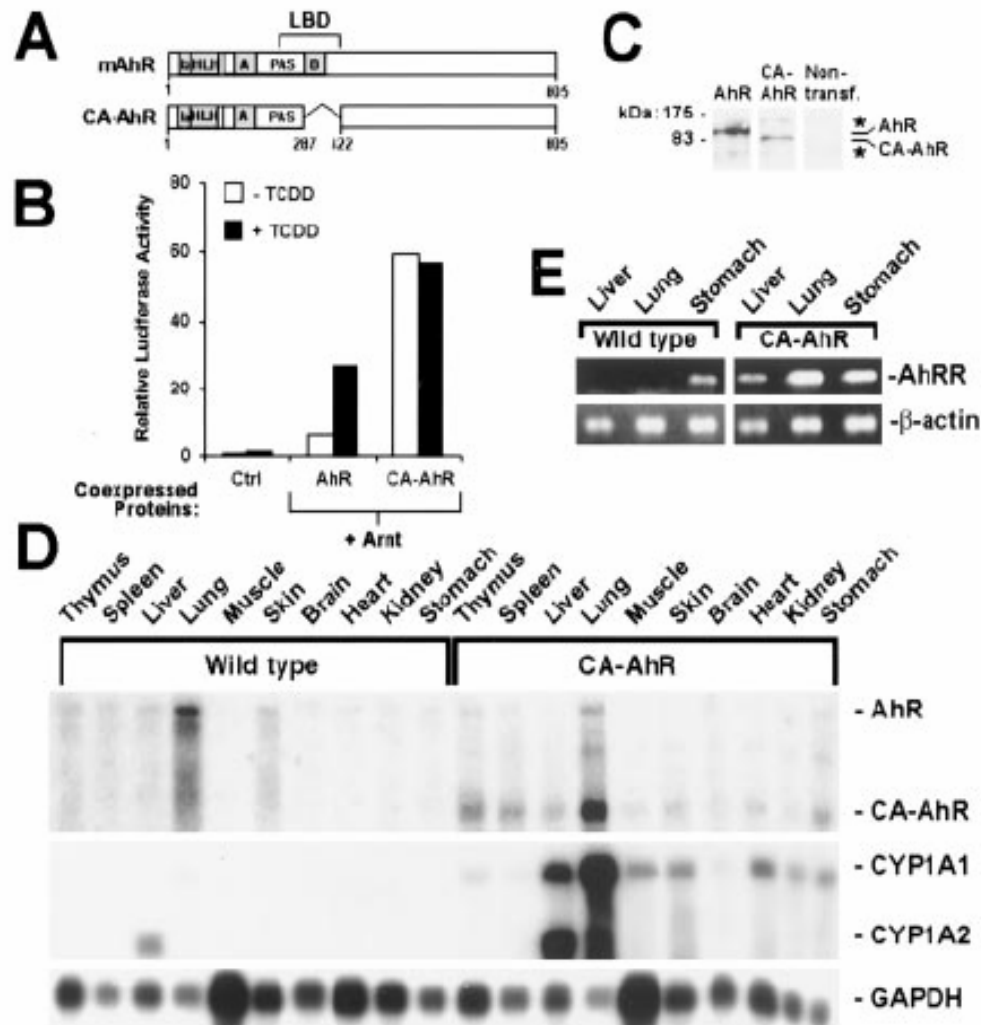 A
LBD
mAhR
HLH A PAS B
1 805
CA-AhR
HLH A PAS
1 287 422 805
B
Relative Luciferase Activity
80
60
40
20
0
- TCDD
+ TCDD
Ctrl AhR CA-AhR
Coexpressed
Proteins:
+ Arnt
C
AhR CA-AhR Non-transf.
kDa: 175 -
83 -
* AhR
* CA-AhR
E
Liver Lung Stomach Liver Lung Stomach
Wild type CA-AhR
-AhRR
-β-actin
D
Thymus Spleen Liver Lung Muscle Skin Brain Heart Kidney Stomach Thymus Spleen Liver Lung Muscle Skin Brain Heart Kidney Stomach
Wild type CA-AhR
- AhR
- CA-AhR
- CYP1A1
- CYP1A2
- GAPDH